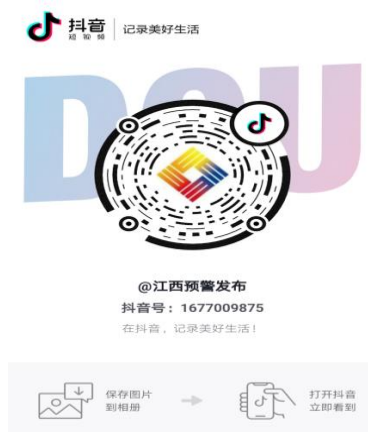 抖音
短视频
记录美好生活
DOU
@江西预警发布
抖音号：1677009875
在抖音，记录美好生活！
保存图片
到相册
打开抖音
立即看到